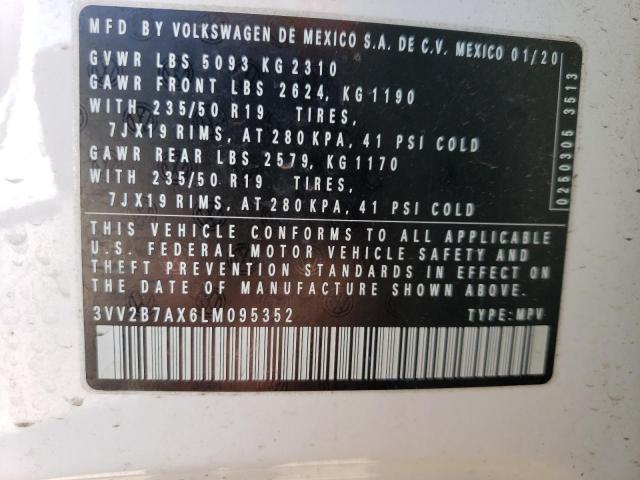 MFD BY VOLKSWAGEN DE MEXICO S.A. DE C.V. MEXICO 01/20
GVWR LBS 5093 KG 2310
GAWR FRONT LBS 2624, KG 1190
WITH 235/50 R19 TIRES,
7JX19 RIMS, AT 280 KPA, 41 PSI COLD
GAWR REAR LBS 2579, KG 1170
WITH 235/50 R19 TIRES,
7JX19 RIMS, AT 280 KPA, 41 PSI COLD
THIS VEHICLE CONFORMS TO ALL APPLICABLE
U.S. FEDERAL MOTOR VEHICLE SAFETY AND
THEFT PREVENTION STANDARDS IN EFFECT ON
THE DATE OF MANUFACTURE SHOWN ABOVE.
3VV2B7AX6LM095352 TYPE: MPV
0250305 3513